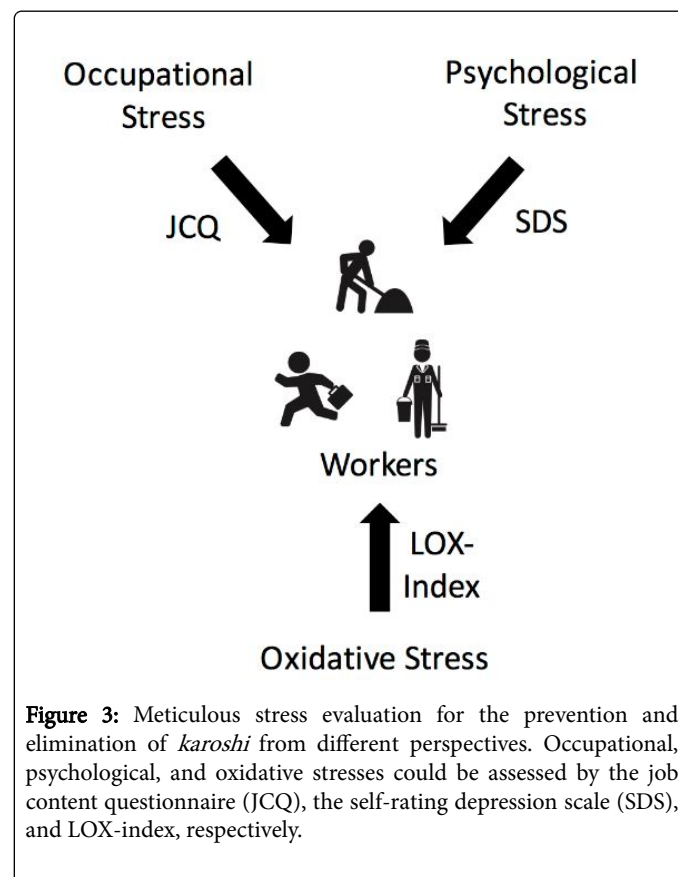 Occupational
Stress
Psychological
Stress
JCQ
SDS
Workers
LOX-
Index
Oxidative Stress
Figure 3: Meticulous stress evaluation for the prevention and
elimination of karoshi from different perspectives. Occupational,
psychological, and oxidative stresses could be assessed by the job
content questionnaire (JCQ), the self-rating depression scale (SDS),
and LOX-index, respectively.